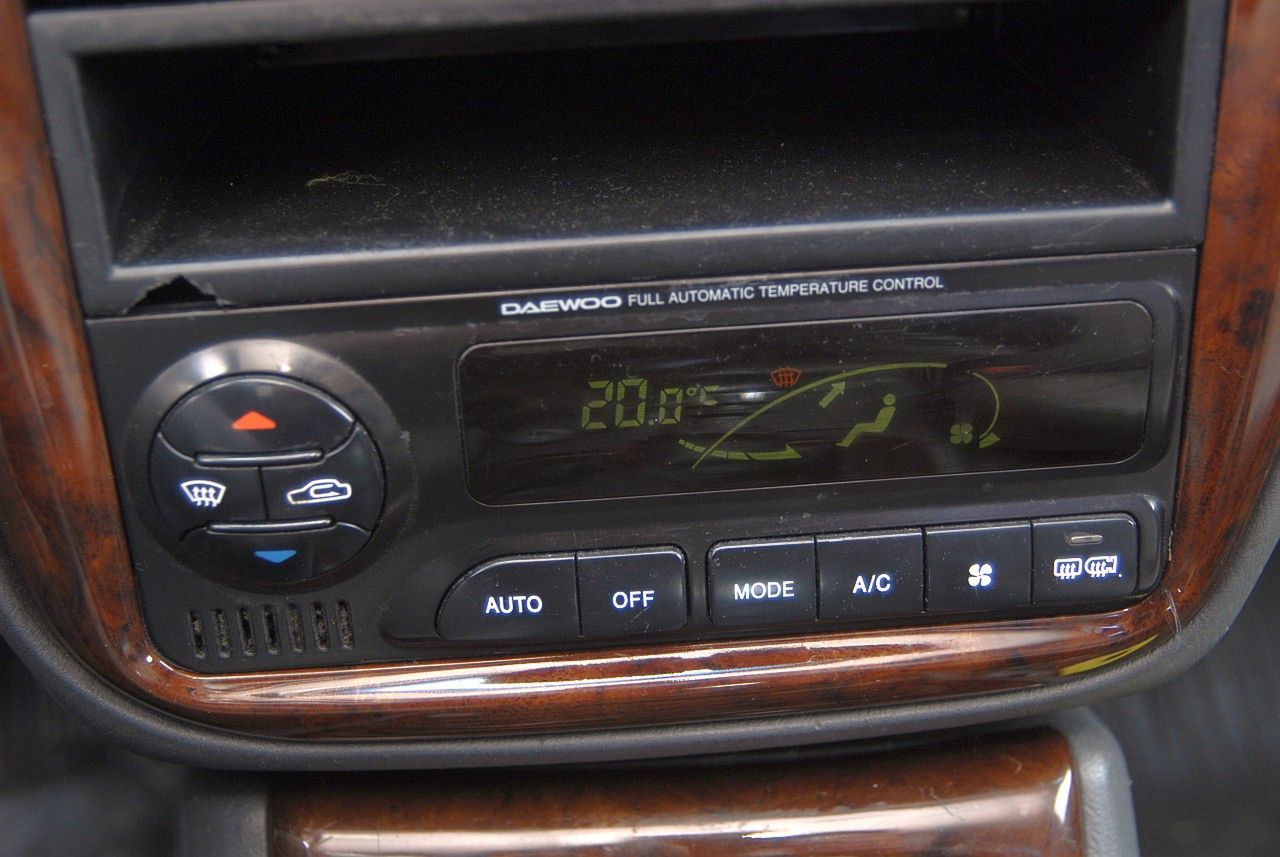 DAEWOO FULL AUTOMATIC TEMPERATURE CONTROL
20.0°C
AUTO OFF MODE A/C